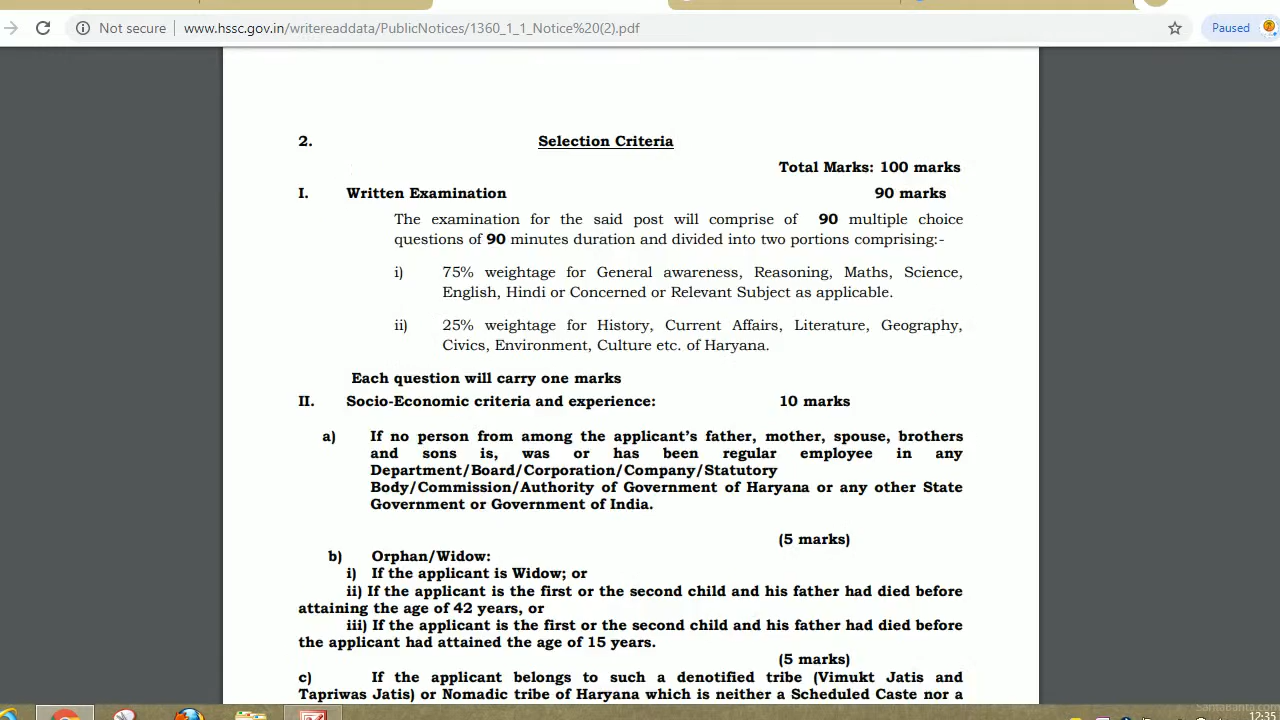 Not secure www.hssc.gov.in/writereaddata/PublicNotices/1360_1_1_Notice%20(2).pdf Paused
2. Selection Criteria
Total Marks: 100 marks
I. Written Examination 90 marks
The examination for the said post will comprise of 90 multiple choice
questions of 90 minutes duration and divided into two portions comprising:-
i) 75% weightage for General awareness, Reasoning, Maths, Science,
English, Hindi or Concerned or Relevant Subject as applicable.
ii) 25% weightage for History, Current Affairs, Literature, Geography,
Civics, Environment, Culture etc. of Haryana.
Each question will carry one marks
II. Socio-Economic criteria and experience: 10 marks
a) If no person from among the applicant's father, mother, spouse, brothers
and sons is, was or has been regular employee in any
Department/Board/Corporation/Company/Statutory
Body/Commission/Authority of Government of Haryana or any other State
Government or Government of India.
(5 marks)
b) Orphan/Widow:
i) If the applicant is Widow; or
ii) If the applicant is the first or the second child and his father had died before
attaining the age of 42 years, or
iii) If the applicant is the first or the second child and his father had died before
the applicant had attained the age of 15 years.
(5 marks)
c) If the applicant belongs to such a denotified tribe (Vimukt Jatis and
Tapriwas Jatis) or Nomadic tribe of Haryana which is neither a Scheduled Caste nor a
SantaBanta.com
12:35